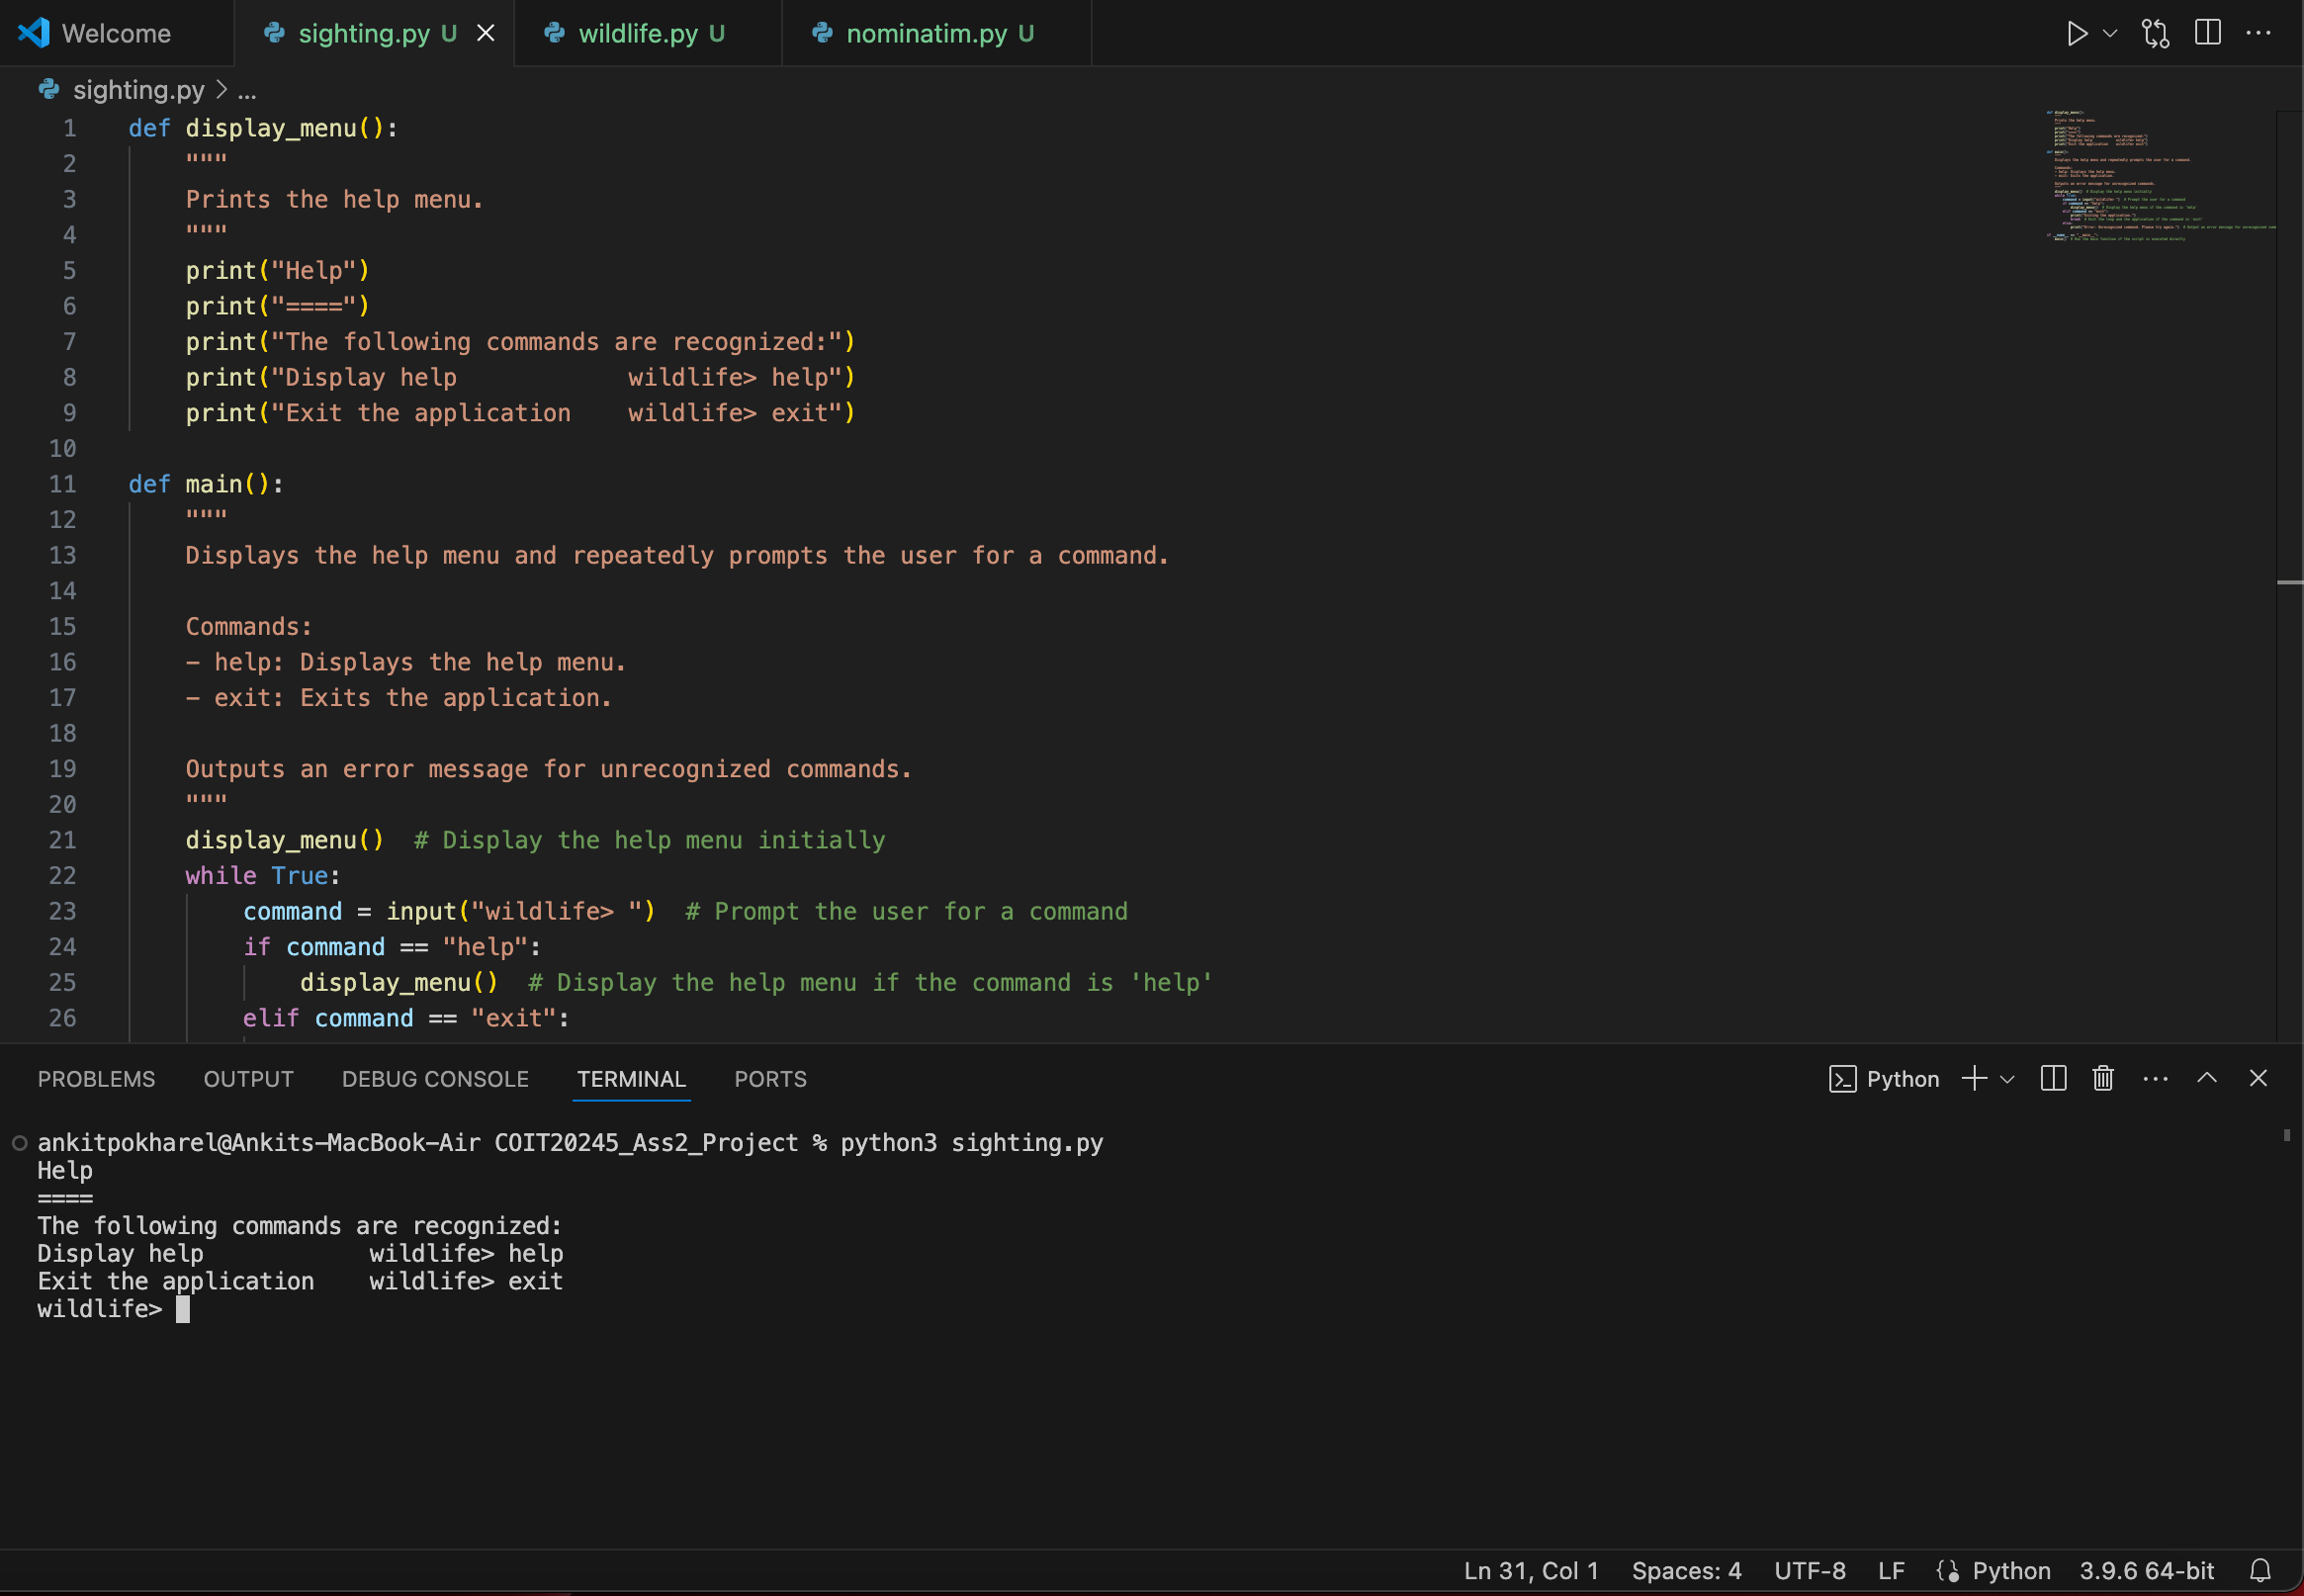 Welcome
sighting.py U
wildlife.py U
nominatim.py U
sighting.py > ...
1 def display_menu():
2     """
3     Prints the help menu.
4     """
5     print("Help")
6     print("====")
7     print("The following commands are recognized:")
8     print("Display help            wildlife> help")
9     print("Exit the application    wildlife> exit")
10
11 def main():
12     """
13     Displays the help menu and repeatedly prompts the user for a command.
14
15     Commands:
16     - help: Displays the help menu.
17     - exit: Exits the application.
18
19     Outputs an error message for unrecognized commands.
20     """
21     display_menu()  # Display the help menu initially
22     while True:
23         command = input("wildlife> ")  # Prompt the user for a command
24         if command == "help":
25             display_menu()  # Display the help menu if the command is 'help'
26         elif command == "exit":
PROBLEMS OUTPUT DEBUG CONSOLE TERMINAL PORTS Python
ankitpokharel@Ankits-MacBook-Air COIT20245_Ass2_Project % python3 sighting.py
Help
====
The following commands are recognized:
Display help            wildlife> help
Exit the application    wildlife> exit
wildlife>
Ln 31, Col 1 Spaces: 4 UTF-8 LF Python 3.9.6 64-bit